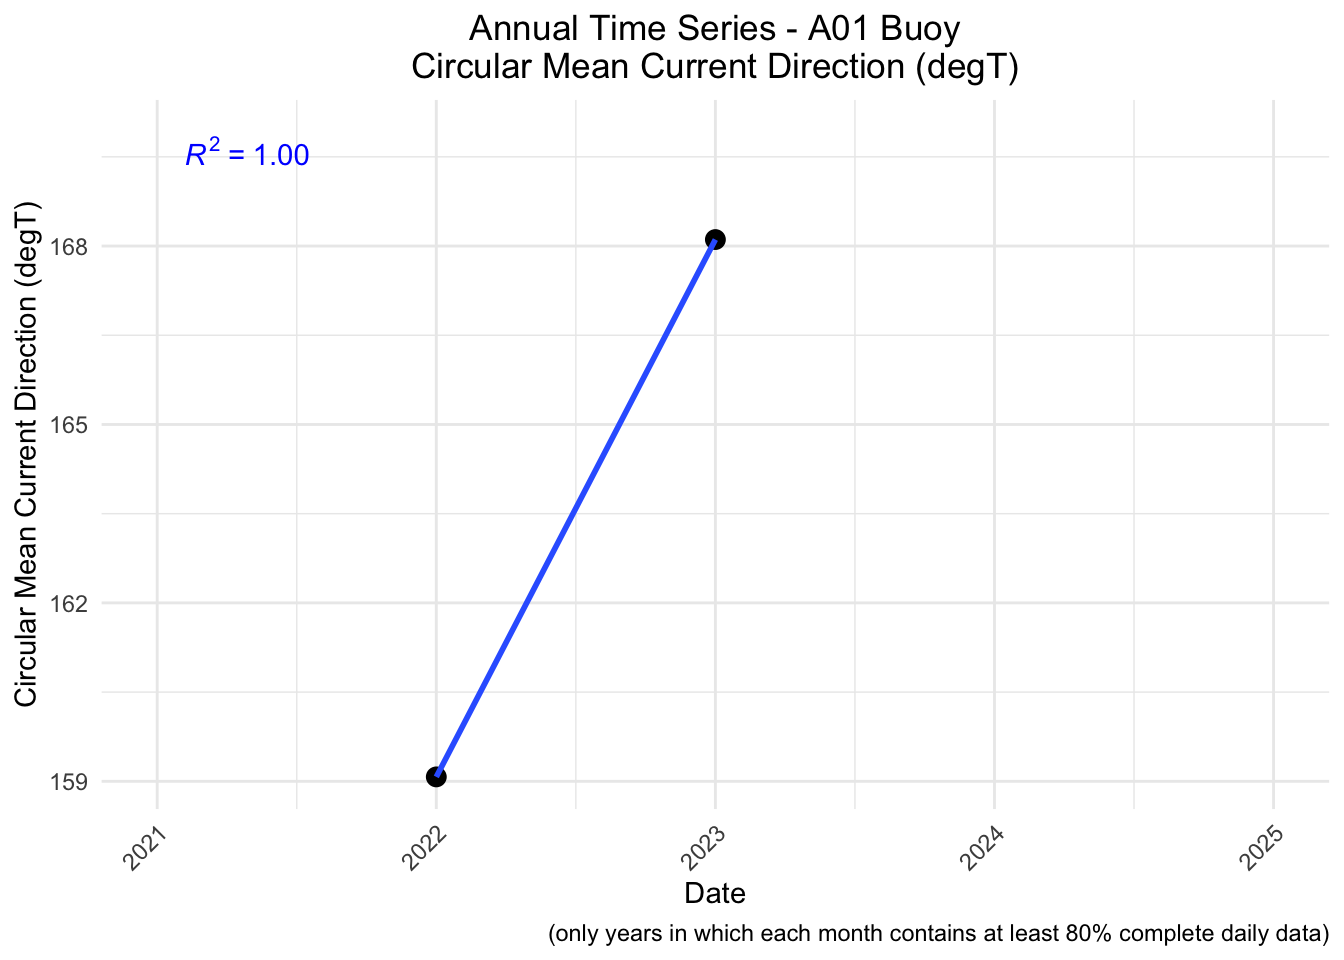 Annual Time Series - A01 Buoy
Circular Mean Current Direction (degT)
R² = 1.00
Circular Mean Current Direction (degT)
168
165
162
159
2021
2022
2023
2024
2025
Date
(only years in which each month contains at least 80% complete daily data)